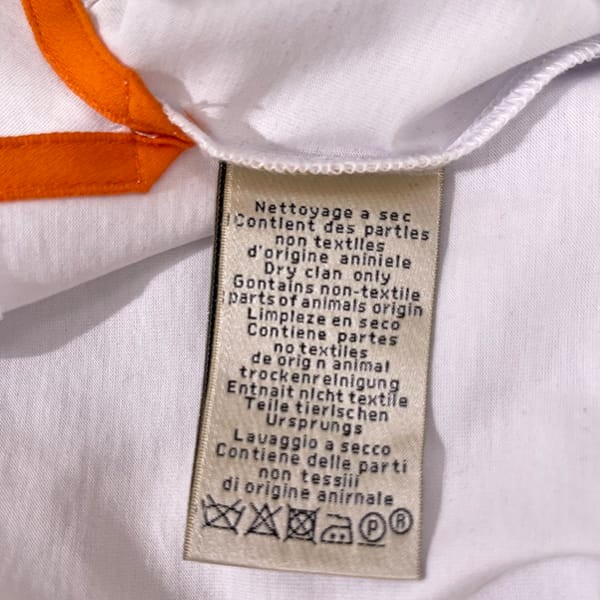 Nettoyage a sec
Contient des parties
non textiles
d'origine aniniele
Dry clan only
Gontains non-textile
parts of animals origin
Limpleze en seco
Contiene partes
no textiles
de orig n animal
trockenreinigung
Entnait nicht textile
Teile tierischen
Ursprungs
Lavaggio a secco
Contiene delle parti
non tessiii
di origine anirnale
P ®